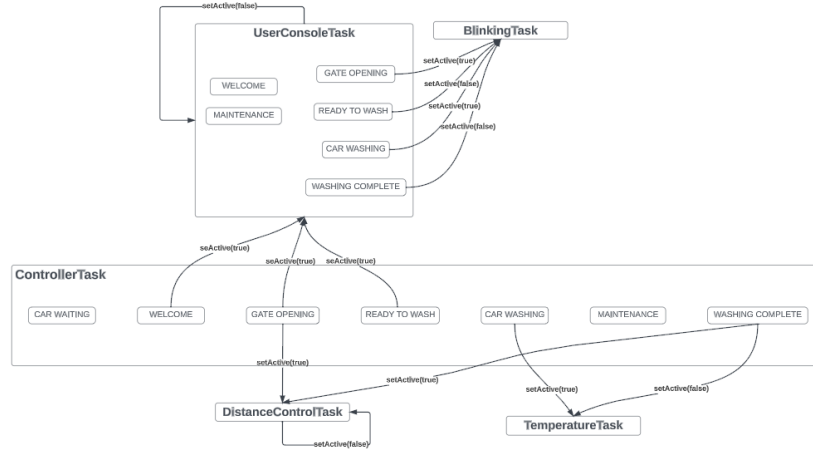 setActive(false)
UserConsoleTask
BlinkingTask
setActive(true)
GATE OPENING
WELCOME
setActive(false)
setActive(true)
MAINTENANCE
READY TO WASH
setActive(false)
CAR WASHING
WASHING COMPLETE
seActive(true)
seActive(true)
seActive(true)
ControllerTask
CAR WAITING
WELCOME
GATE OPENING
READY TO WASH
CAR WASHING
MAINTENANCE
WASHING COMPLETE
setActive(true)
setActive(true)
setActive(true)
setActive(false)
DistanceControlTask
TemperatureTask
setActive(false)